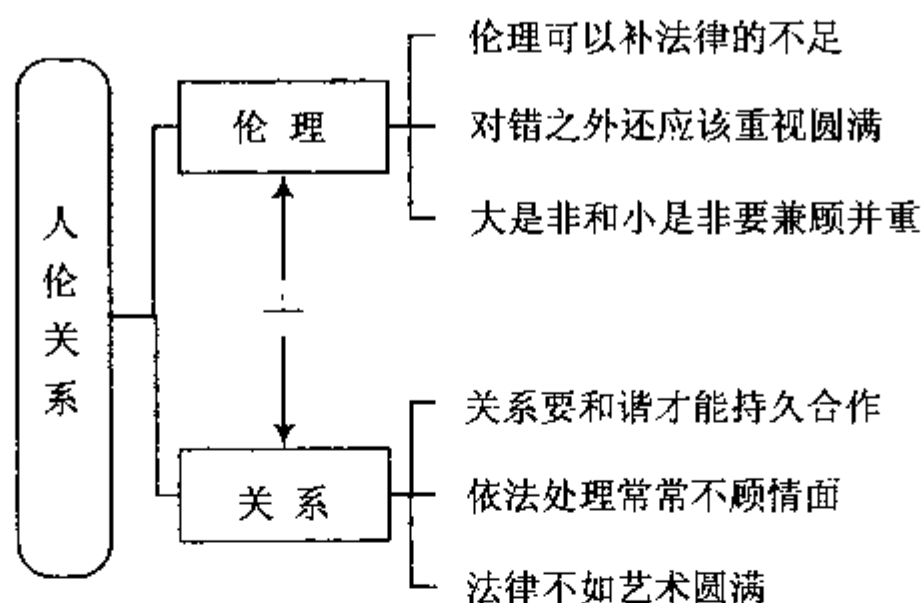 人伦关系
伦理
伦理可以补法律的不足
对错之外还应该重视圆满
大是非和小是非要兼顾并重
关系
关系要和谐才能持久合作
依法处理常常不顾情面
法律不如艺术圆满